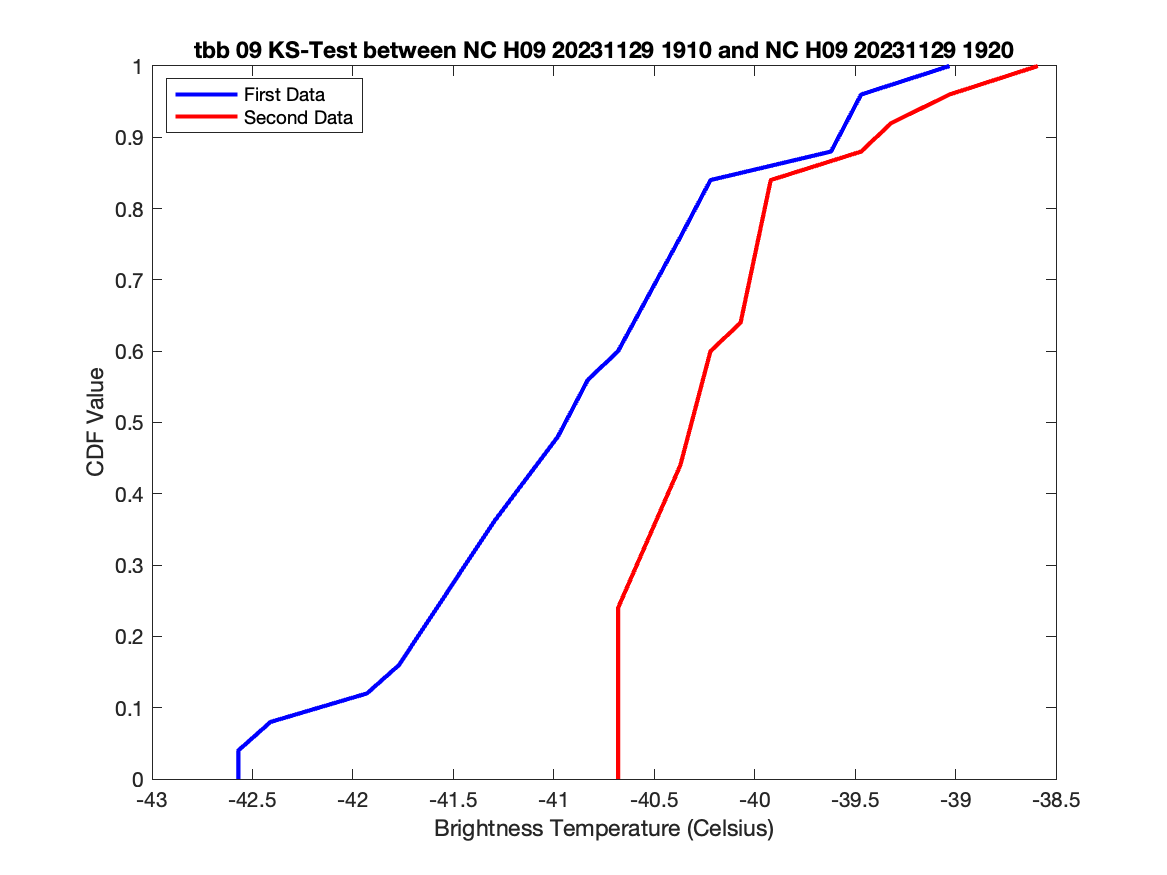 tbb 09 KS-Test between NC H09 20231129 1910 and NC H09 20231129 1920
First Data
Second Data
1
0.9
0.8
0.7
0.6
0.5
0.4
0.3
0.2
0.1
0
CDF Value
-43 -42.5 -42 -41.5 -41 -40.5 -40 -39.5 -39 -38.5
Brightness Temperature (Celsius)